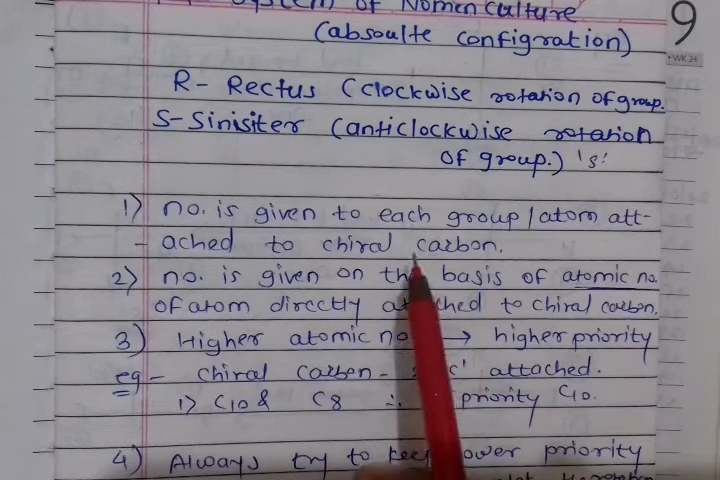 System of Nomenculture
(absoulte configration)
R- Rectus (clockwise rotation of group.
S- Sinisiter (anticlockwise rotation
of group.) 's'
1) no. is given to each group / atom att-
- ached to chiral carbon.
2) no. is given on the basis of atomic no.
of atom directly attached to chiral carbon.
3) Higher atomic no → higher priority
eg - chiral carbon - 'c' attached.
1) C10 & C8 ∴ priority C10.
4) Always try to keep lower priority
9
WK 24